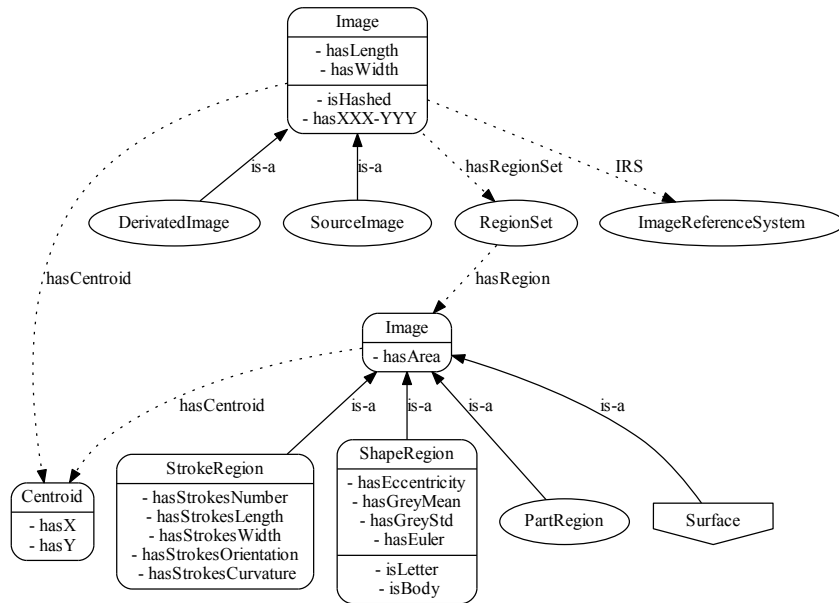 Image
- hasLength
- hasWidth
- isHashed
- hasXXX-YYY
is-a
is-a
hasRegionSet
IRS
DerivatedImage
SourceImage
RegionSet
ImageReferenceSystem
hasCentroid
hasRegion
Image
- hasArea
hasCentroid
is-a
is-a
is-a
is-a
Centroid
- hasX
- hasY
StrokeRegion
- hasStrokesNumber
- hasStrokesLength
- hasStrokesWidth
- hasStrokesOrientation
- hasStrokesCurvature
ShapeRegion
- hasEccentricity
- hasGreyMean
- hasGreyStd
- hasEuler
- isLetter
- isBody
PartRegion
Surface